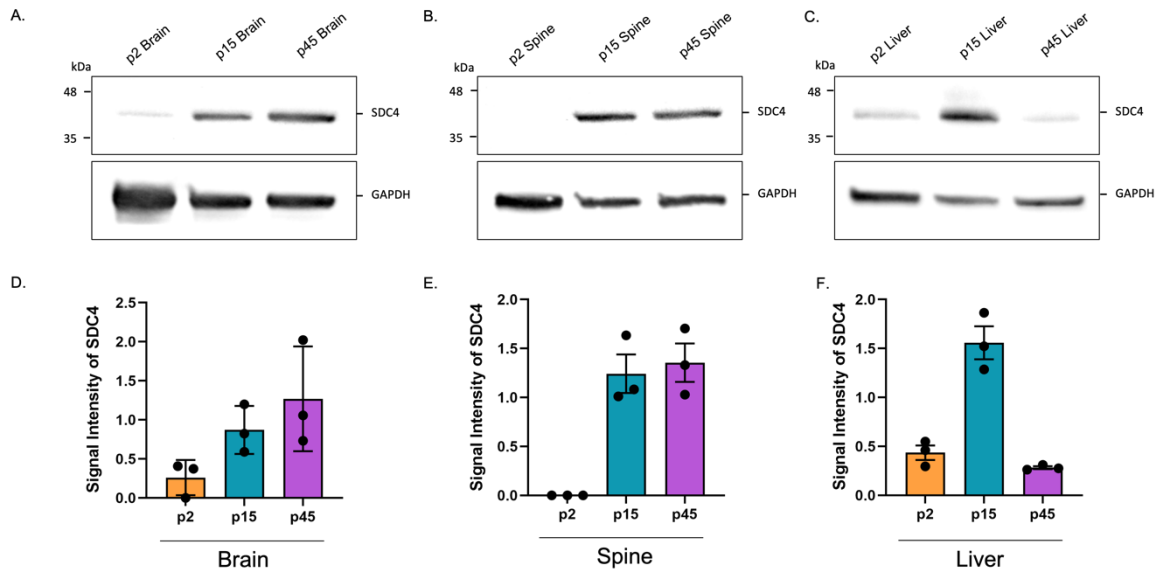 A.
p2 Brain
p15 Brain
p45 Brain
kDa
48
35
SDC4
GAPDH
B.
p2 Spine
p15 Spine
p45 Spine
kDa
48
35
SDC4
GAPDH
C.
p2 Liver
p15 Liver
p45 Liver
kDa
48
35
SDC4
GAPDH
D.
Signal Intensity of SDC4
2.5
2.0
1.5
1.0
0.5
0.0
p2 p15 p45
Brain
E.
Signal Intensity of SDC4
2.0
1.5
1.0
0.5
0.0
p2 p15 p45
Spine
F.
Signal Intensity of SDC4
2.0
1.5
1.0
0.5
0.0
p2 p15 p45
Liver